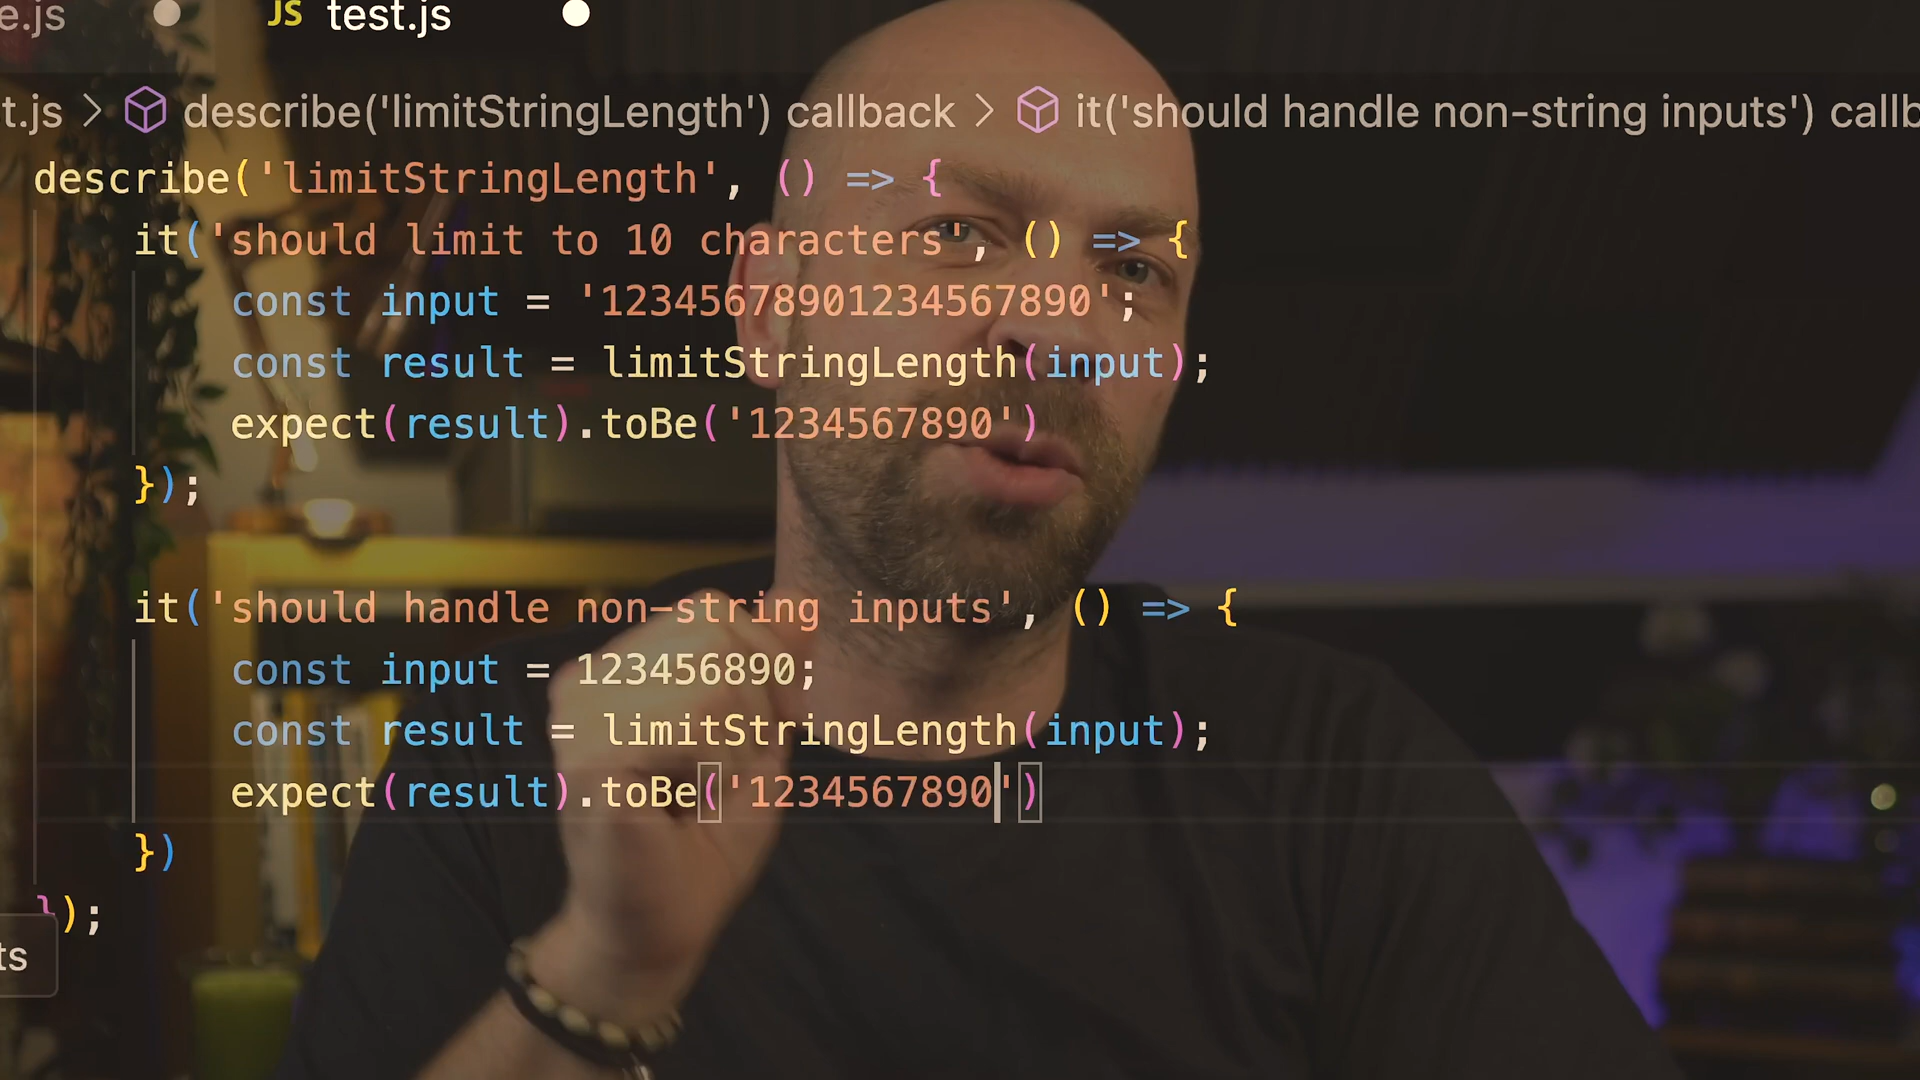 e.js
JS test.js
t.js > describe('limitStringLength') callback > it('should handle non-string inputs') callb
describe('limitStringLength', () => {
it('should limit to 10 characters', () => {
const input = '12345678901234567890';
const result = limitStringLength(input);
expect(result).toBe('1234567890')
});
it('should handle non-string inputs', () => {
const input = 123456890;
const result = limitStringLength(input);
expect(result).toBe('1234567890')
})
});
ts